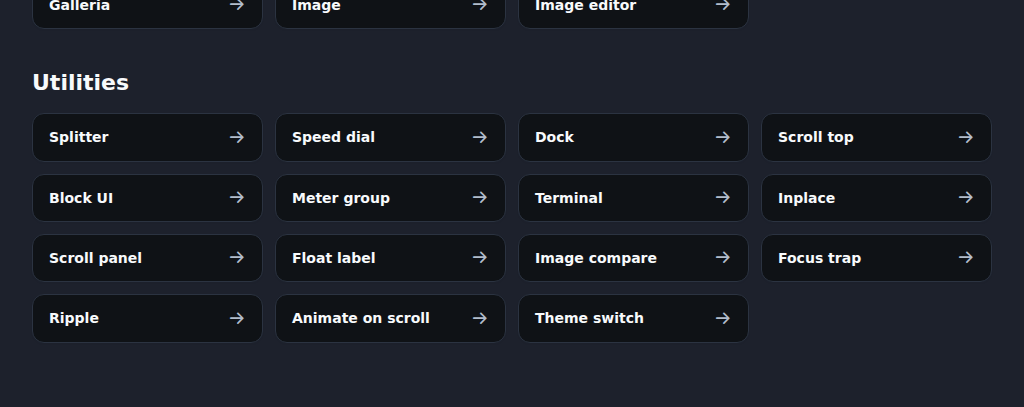 Galleria
Image
Image editor
Utilities
Splitter
Speed dial
Dock
Scroll top
Block UI
Meter group
Terminal
Inplace
Scroll panel
Float label
Image compare
Focus trap
Ripple
Animate on scroll
Theme switch